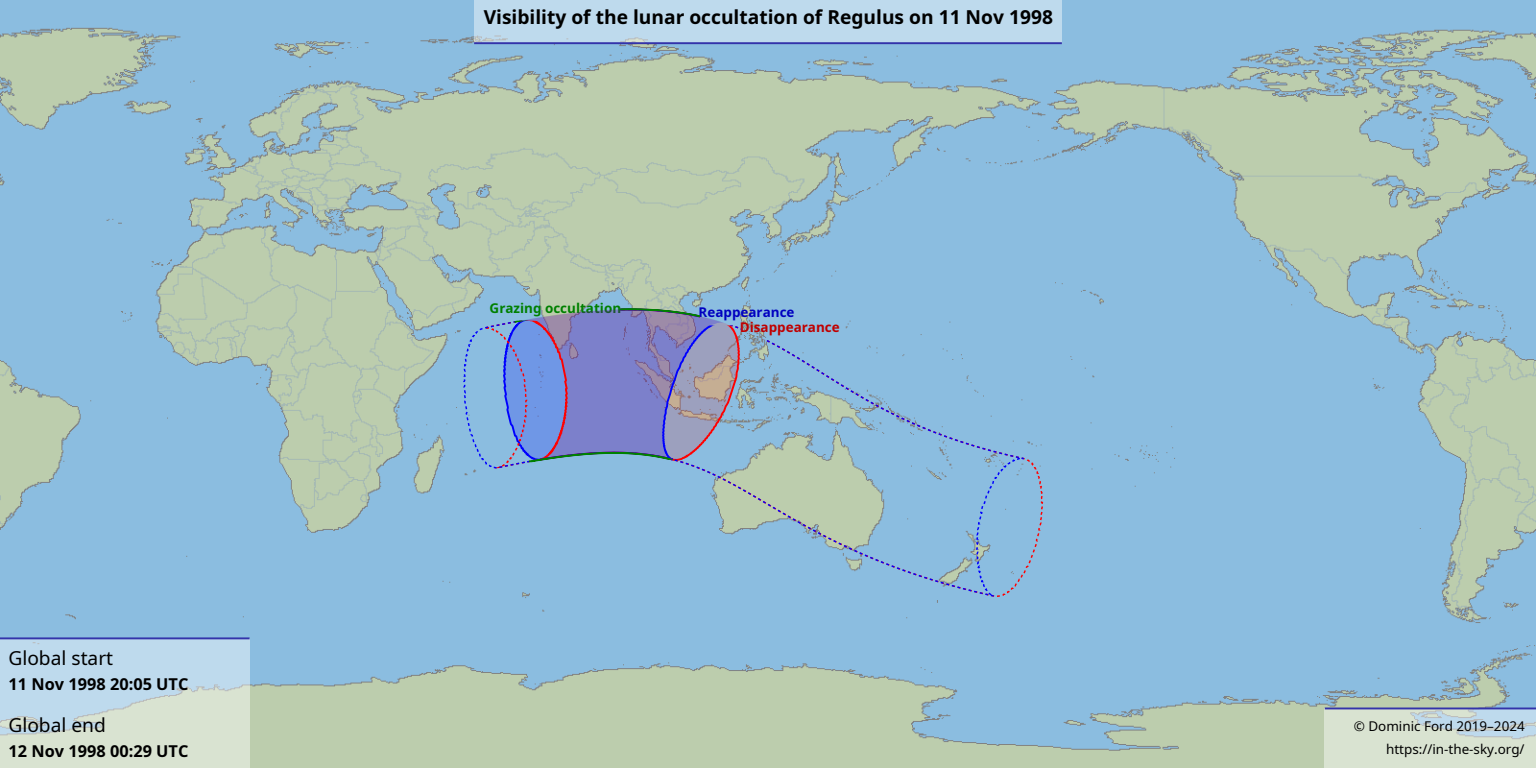 Visibility of the lunar occultation of Regulus on 11 Nov 1998
Grazing occultation
Reappearance
Disappearance
Global start
11 Nov 1998 20:05 UTC
Global end
12 Nov 1998 00:29 UTC
© Dominic Ford 2019–2024
https://in-the-sky.org/